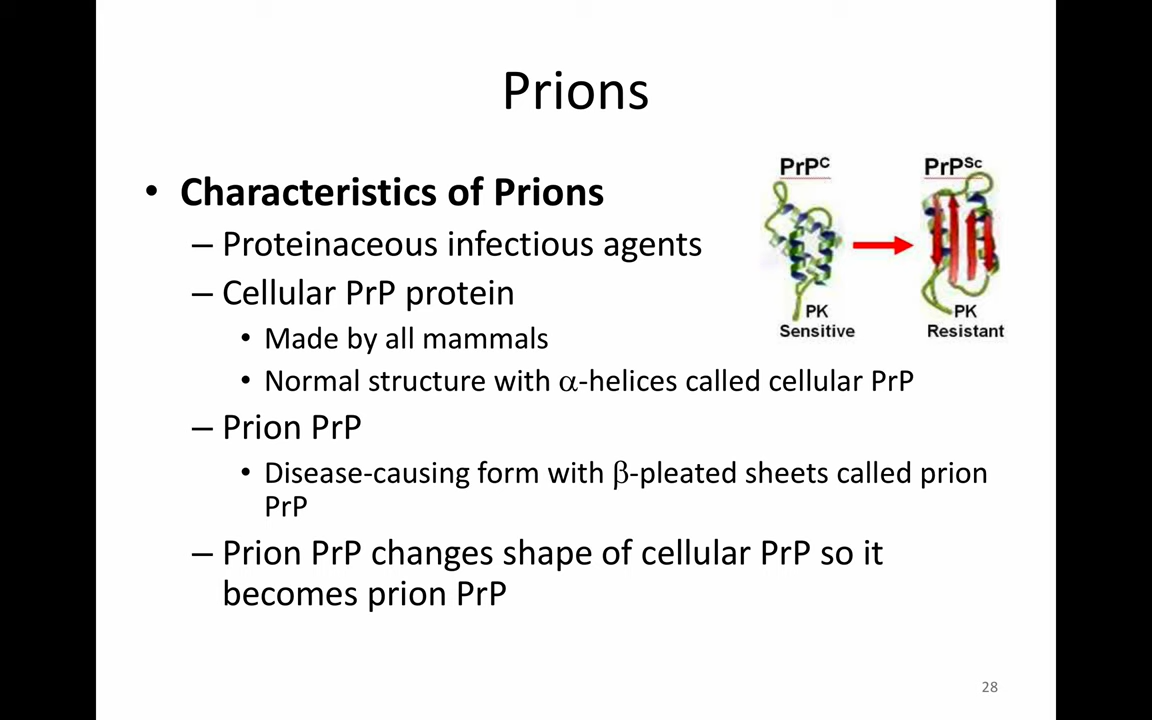 Prions
• Characteristics of Prions
– Proteinaceous infectious agents
– Cellular PrP protein
• Made by all mammals
• Normal structure with α-helices called cellular PrP
– Prion PrP
• Disease-causing form with β-pleated sheets called prion
PrP
– Prion PrP changes shape of cellular PrP so it
becomes prion PrP
PrPC
PK
Sensitive
PrPSc
PK
Resistant
28